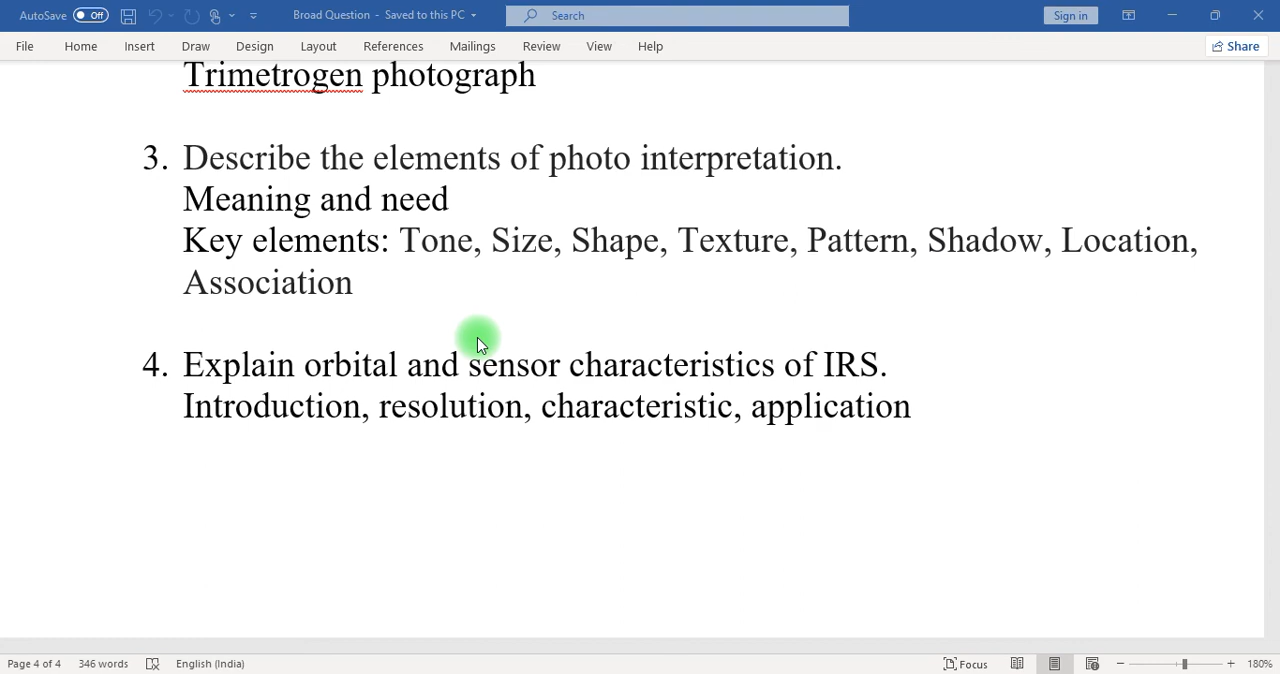 AutoSave Off Broad Question - Saved to this PC Search Sign in
File Home Insert Draw Design Layout References Mailings Review View Help Share
Trimetrogen photograph
3. Describe the elements of photo interpretation.
Meaning and need
Key elements: Tone, Size, Shape, Texture, Pattern, Shadow, Location,
Association
4. Explain orbital and sensor characteristics of IRS.
Introduction, resolution, characteristic, application
Page 4 of 4 346 words English (India) Focus 180%